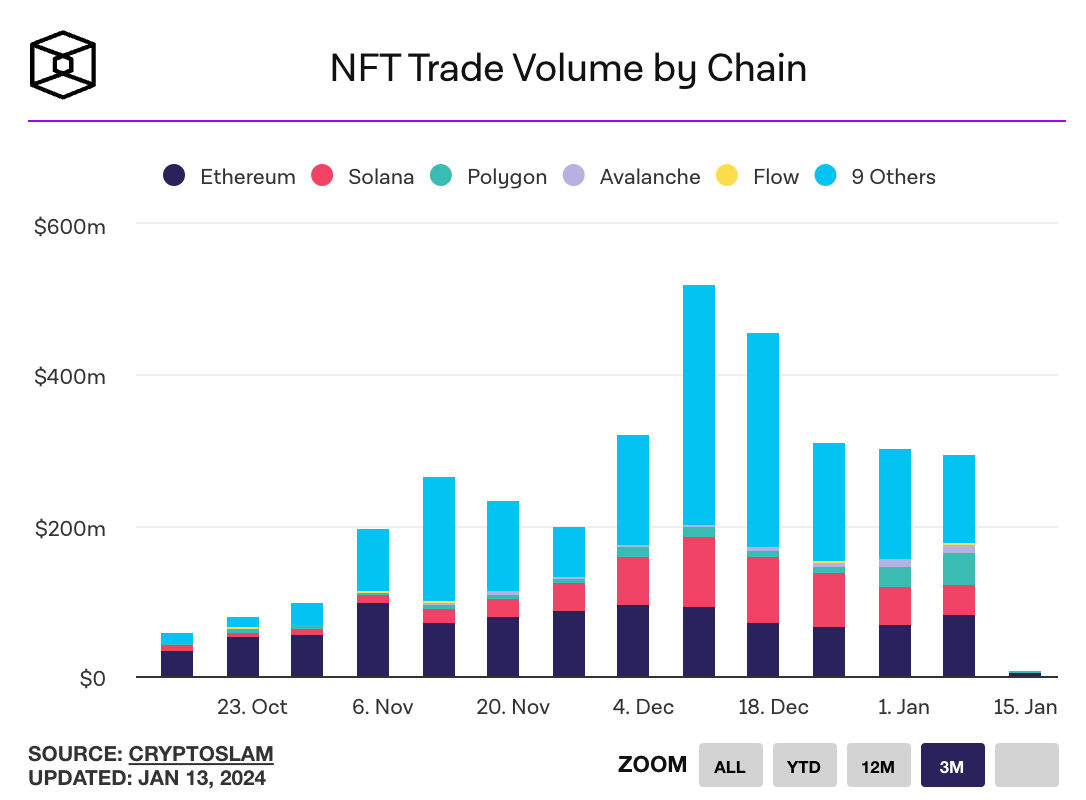 NFT Trade Volume by Chain
Ethereum Solana Polygon Avalanche Flow 9 Others
$600m
$400m
$200m
$0
23. Oct 6. Nov 20. Nov 4. Dec 18. Dec 1. Jan 15. Jan
SOURCE: CRYPTOSLAM
UPDATED: JAN 13, 2024
ZOOM ALL YTD 12M 3M